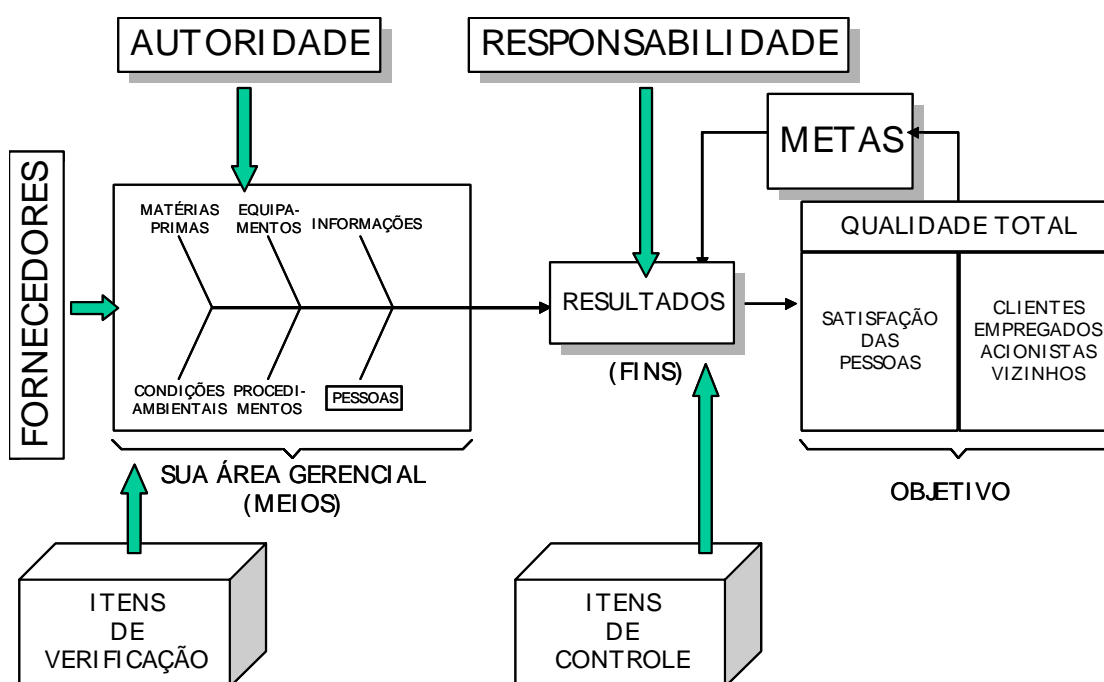 AUTORIDADE
RESPONSABILIDADE
METAS
FORNECEDORES
MATÉRIAS
PRIMAS
EQUIPA-
MENTOS
INFORMAÇÕES
CONDIÇÕES
AMBIENTAIS
PROCEDI-
MENTOS
PESSOAS
RESULTADOS
(FINS)
QUALIDADE TOTAL
SATISFAÇÃO
DAS
PESSOAS
CLIENTES
EMPREGADOS
ACIONISTAS
VIZINHOS
SUA ÁREA GERENCIAL
(MEIOS)
OBJETIVO
ITENS
DE
VERIFICAÇÃO
ITENS
DE
CONTROLE